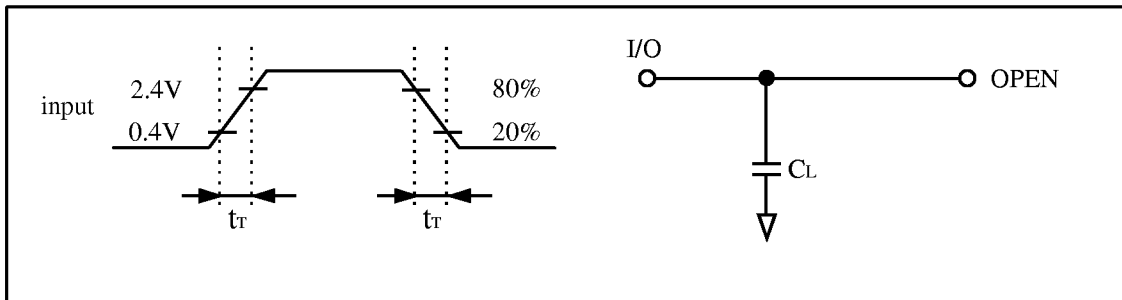 I/O
2.4V
80%
OPEN
input
0.4V
20%
CL
tT
tT